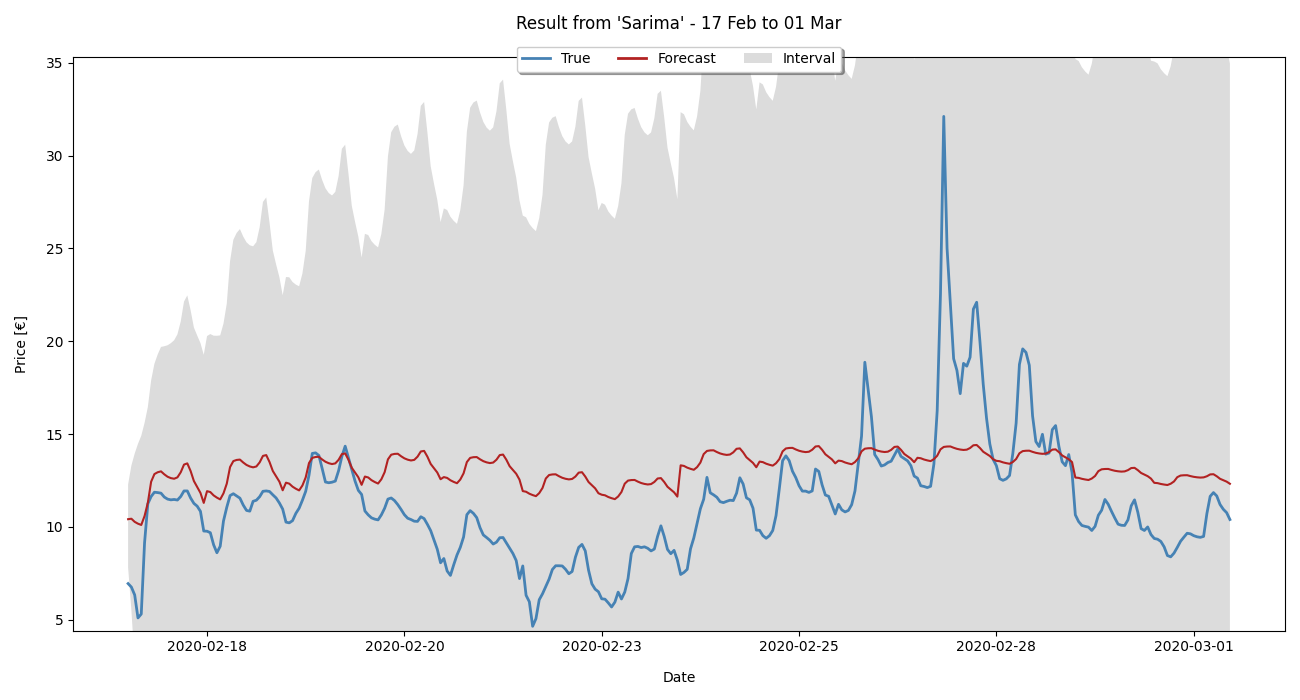 Result from 'Sarima' - 17 Feb to 01 Mar
True Forecast Interval
35
30
25
20
15
10
5
Price [€]
2020-02-18 2020-02-20 2020-02-23 2020-02-25 2020-02-28 2020-03-01
Date